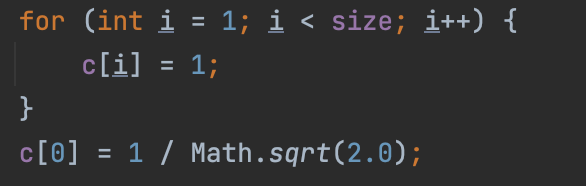 for (int i = 1; i < size; i++) {
    c[i] = 1;
}
c[0] = 1 / Math.sqrt(2.0);